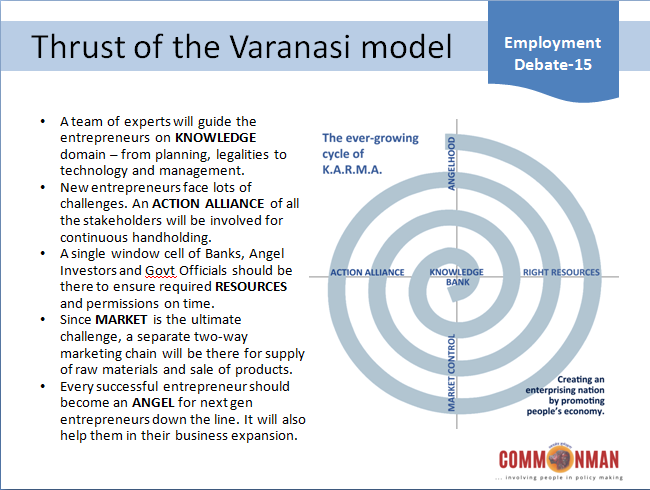 Thrust of the Varanasi model
Employment
Debate-15
• A team of experts will guide the
entrepreneurs on KNOWLEDGE
domain – from planning, legalities to
technology and management.
• New entrepreneurs face lots of
challenges. An ACTION ALLIANCE of all
the stakeholders will be involved for
continuous handholding.
• A single window cell of Banks, Angel
Investors and Govt Officials should be
there to ensure required RESOURCES
and permissions on time.
• Since MARKET is the ultimate
challenge, a separate two-way
marketing chain will be there for supply
of raw materials and sale of products.
• Every successful entrepreneur should
become an ANGEL for next gen
entrepreneurs down the line. It will also
help them in their business expansion.
The ever-growing
cycle of
K.A.R.M.A.
ANGELHOOD
ACTION ALLIANCE
KNOWLEDGE
BANK
RIGHT RESOURCES
MARKET CONTROL
Creating an
enterprising nation
by promoting
people's economy.
COMMONMAN
... involving people in policy making